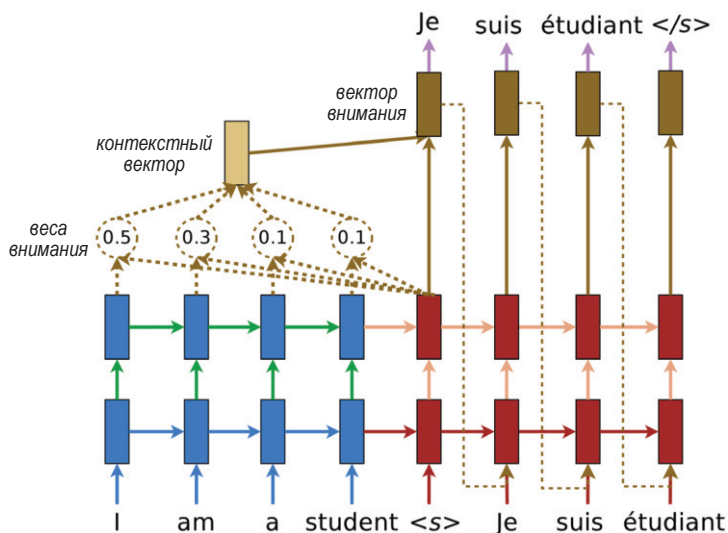 Je suis étudiant </s>
вектор
внимания
контекстный
вектор
веса
внимания
0.5 0.3 0.1 0.1
I am a student <s> Je suis étudiant